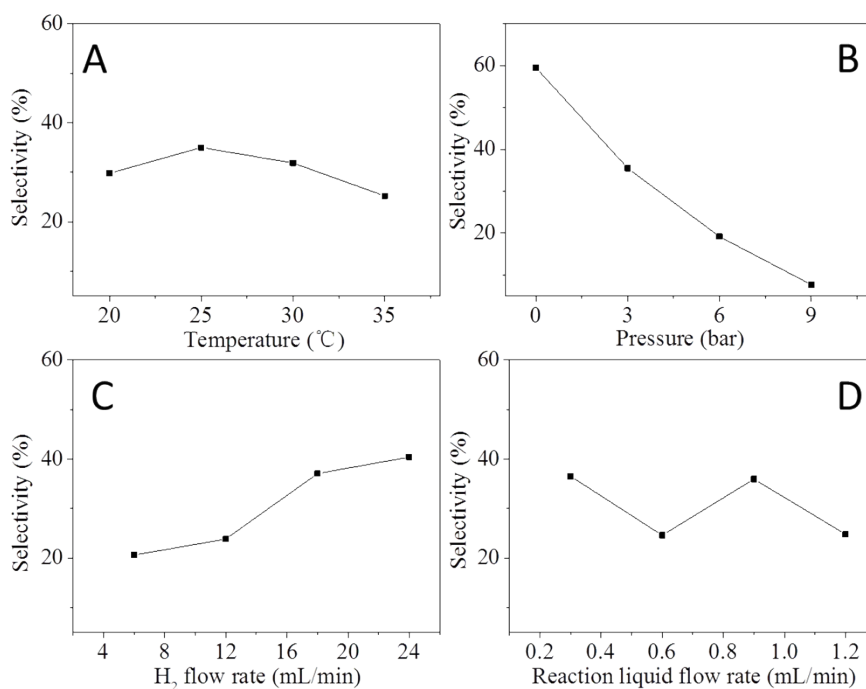 A
Selectivity (%)
60
40
20
20 25 30 35
Temperature (℃)
B
Selectivity (%)
60
40
20
0 3 6 9
Pressure (bar)
C
Selectivity (%)
60
40
20
4 8 12 16 20 24
H2 flow rate (mL/min)
D
Selectivity (%)
60
40
20
0.2 0.4 0.6 0.8 1.0 1.2
Reaction liquid flow rate (mL/min)